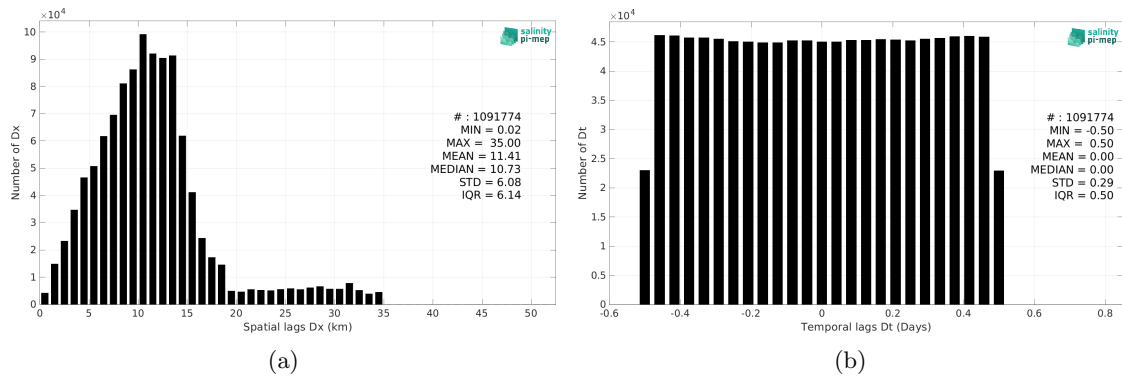 ×10⁴
10
9
8
7
6
5
4
3
2
1
0
Number of Dx
salinity
pi-mep
# : 1091774
MIN = 0.02
MAX = 35.00
MEAN = 11.41
MEDIAN = 10.73
STD = 6.08
IQR = 6.14
0 5 10 15 20 25 30 35 40 45 50
Spatial lags Dx (km)
(a)
×10⁴
4.5
4
3.5
3
2.5
2
1.5
1
0.5
0
Number of Dt
salinity
pi-mep
# : 1091774
MIN = -0.50
MAX = 0.50
MEAN = 0.00
MEDIAN = 0.00
STD = 0.29
IQR = 0.50
-0.6 -0.4 -0.2 0 0.2 0.4 0.6 0.8
Temporal lags Dt (Days)
(b)